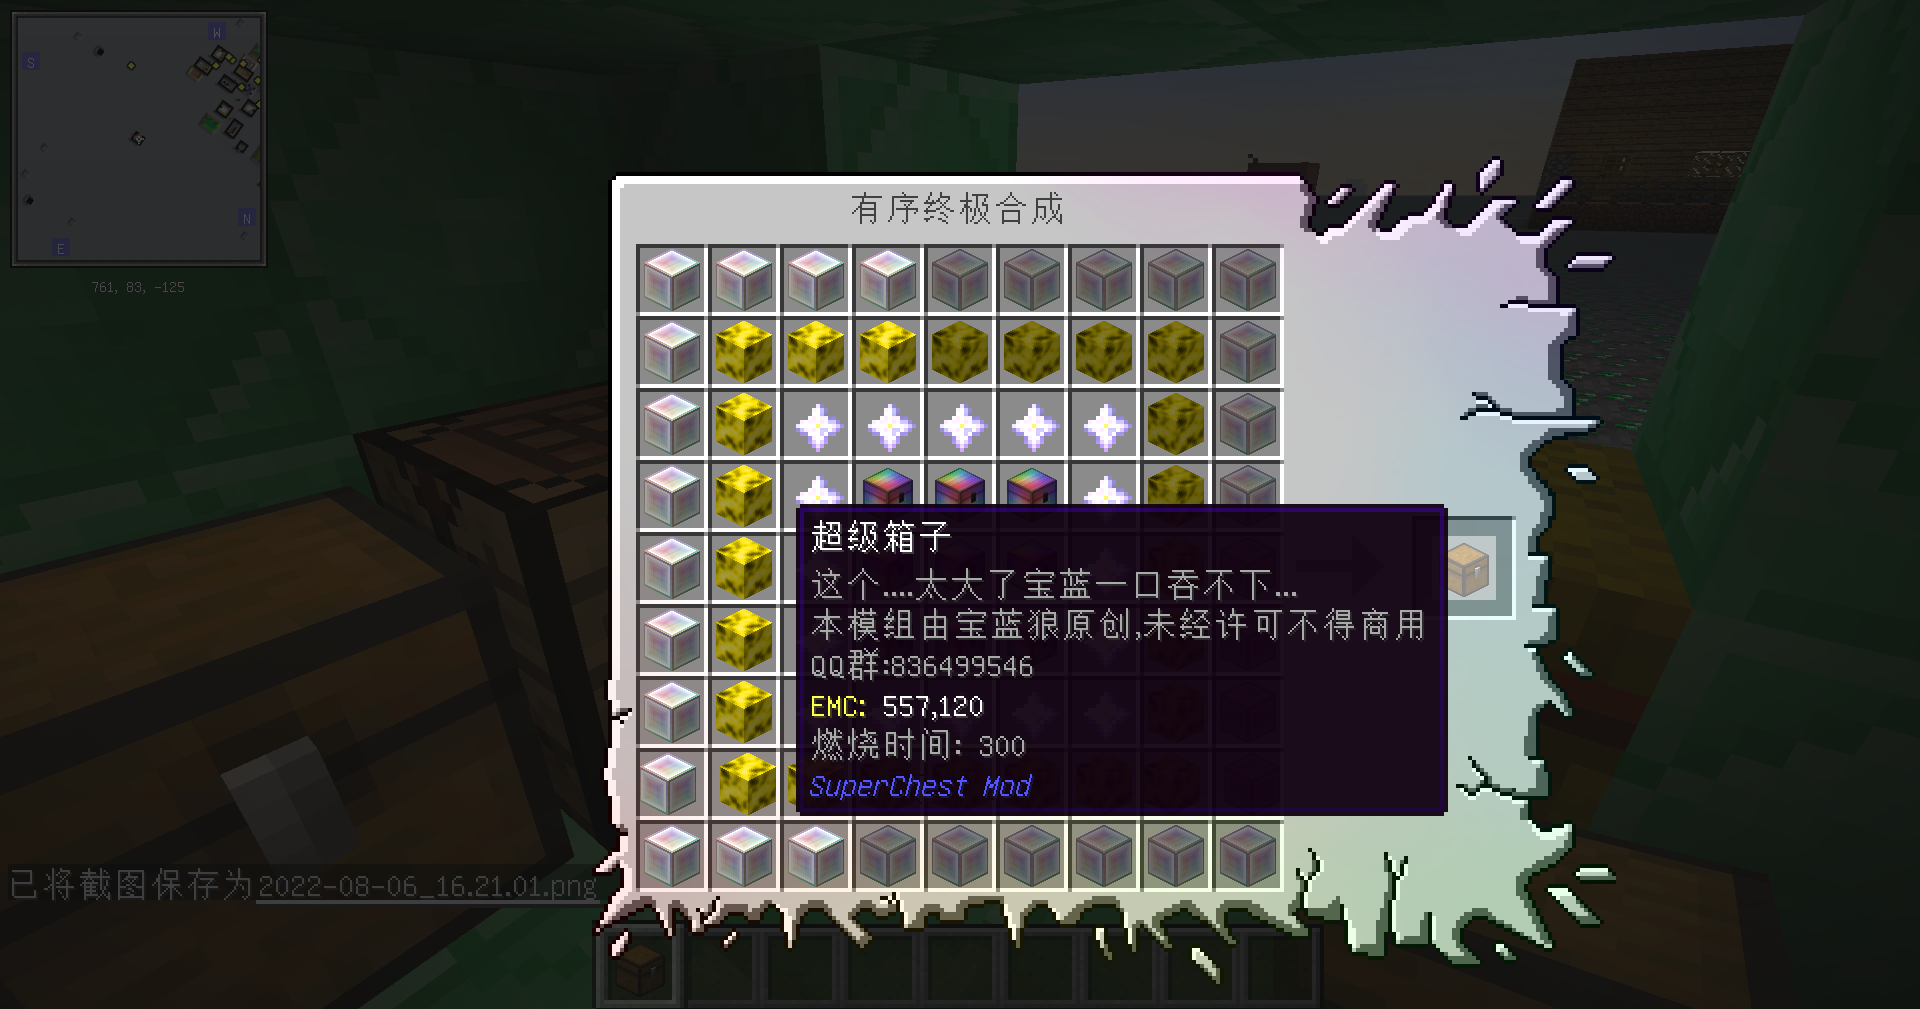 W
S
N
E
761, 83, -125
有序终极合成
超级箱子
这个....太大了宝蓝一口吞不下...
本模组由宝蓝狼原创,未经许可不得商用
QQ群:836499546
EMC: 557,120
燃烧时间: 300
SuperChest Mod
已将截图保存为2022-08-06_16.21.01.png